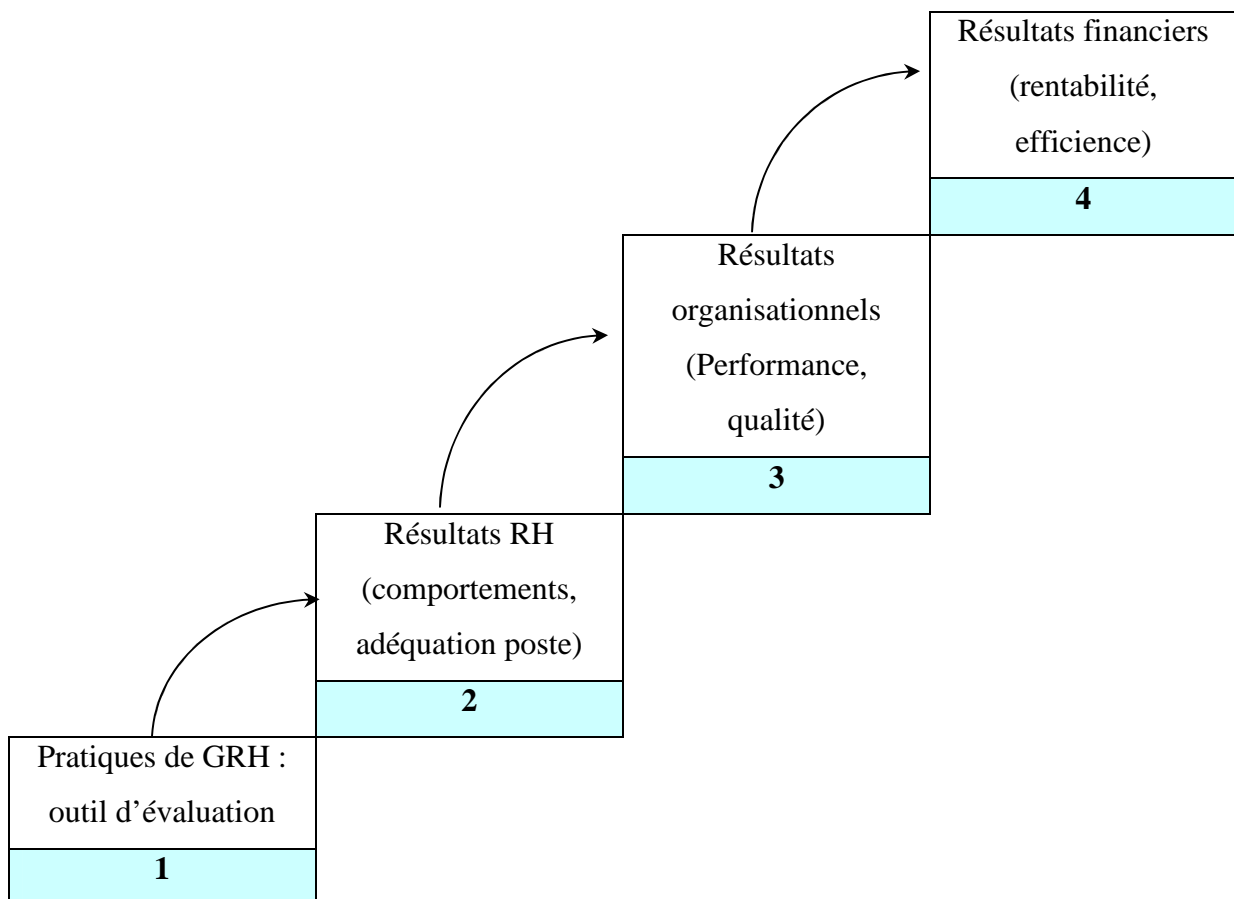 Résultats financiers
(rentabilité,
efficience)
4
Résultats
organisationnels
(Performance,
qualité)
3
Résultats RH
(comportements,
adéquation poste)
2
Pratiques de GRH :
outil d’évaluation
1